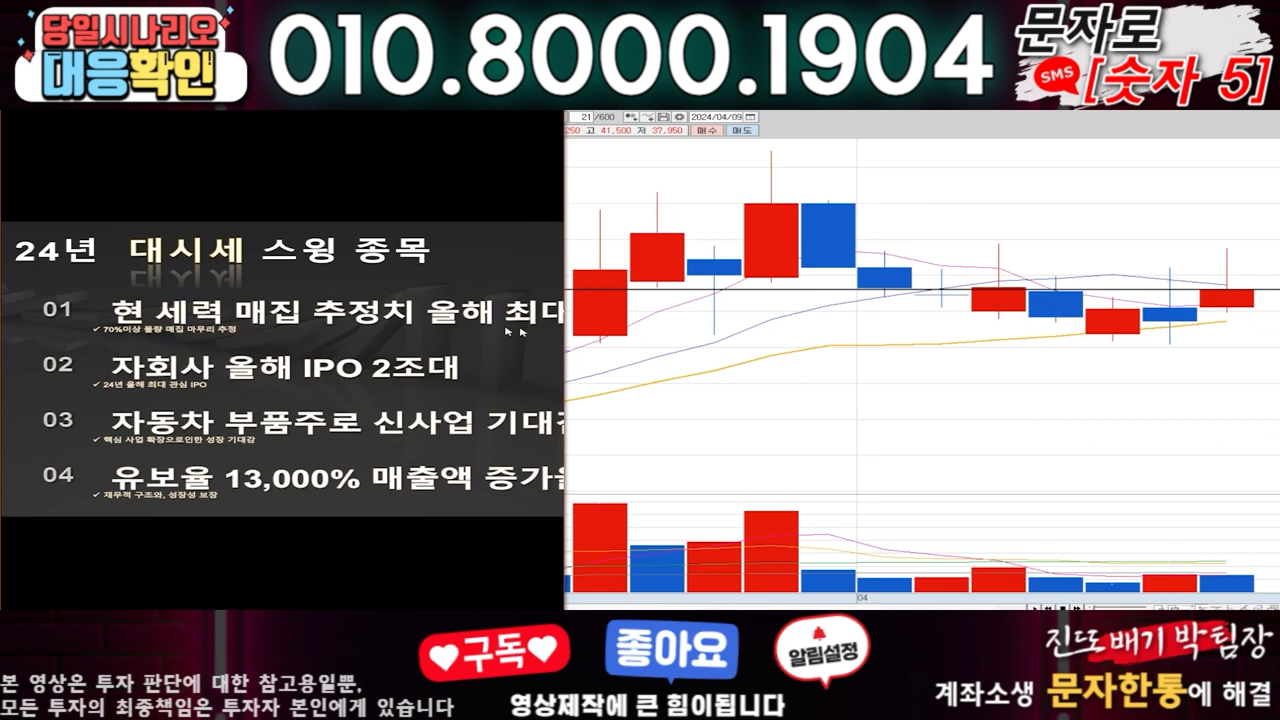 당일시나리오
대응확인
010.8000.1904
문자로
SMS [숫자 5]
21 /600 2024/04/09
250 고 41,500 저 37,950 매수 매도
24년 대시세 스윙 종목
01 현 세력 매집 추정치 올해 최대
✓ 70%이상 물량 매집 마무리 추정
02 자회사 올해 IPO 2조대
✓ 24년 올해 최대 관심 IPO
03 자동차 부품주로 신사업 기대감
✓ 핵심 사업 확장으로인한 성장 기대감
04 유보율 13,000% 매출액 증가율
✓ 재무적 구조와, 성장성 보장
04
구독
좋아요
알림설정
진또배기 박팀장
본 영상은 투자 판단에 대한 참고용일뿐,
모든 투자의 최종책임은 투자자 본인에게 있습니다
영상제작에 큰 힘이됩니다
계좌소생 문자한통에 해결